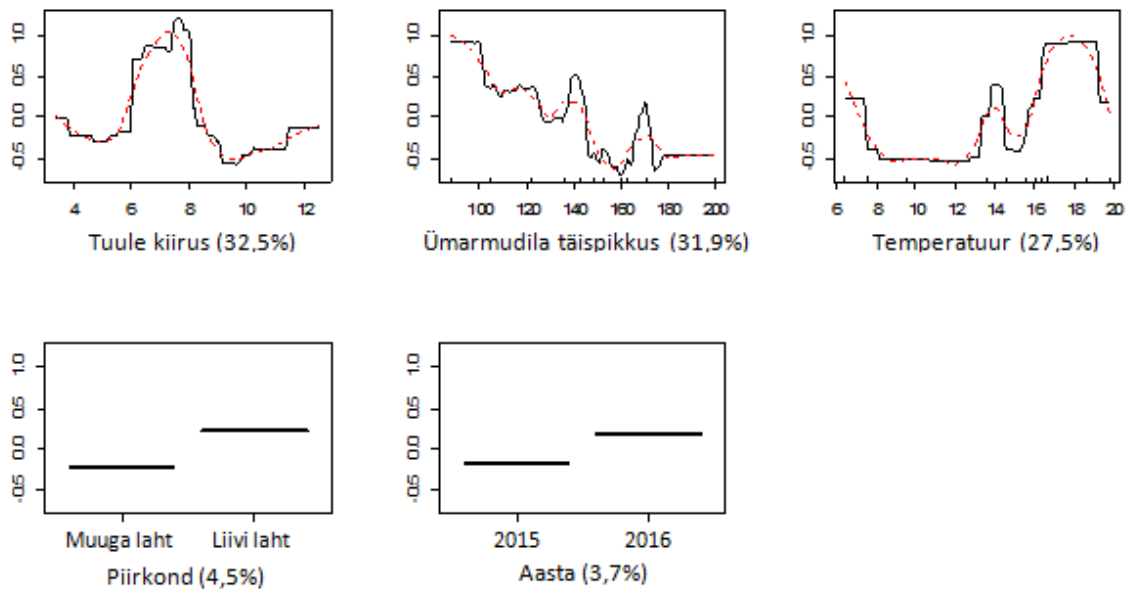 1.0
0.5
0.0
-0.5
4 6 8 10 12
Tuule kiirus (32,5%)
1.0
0.5
0.0
-0.5
100 120 140 160 180 200
Ümarmudila täispikkus (31,9%)
1.0
0.5
0.0
-0.5
6 8 10 12 14 16 18 20
Temperatuur (27,5%)
1.0
0.5
0.0
-0.5
Muuga laht Liivi laht
Piirkond (4,5%)
1.0
0.5
0.0
-0.5
2015 2016
Aasta (3,7%)